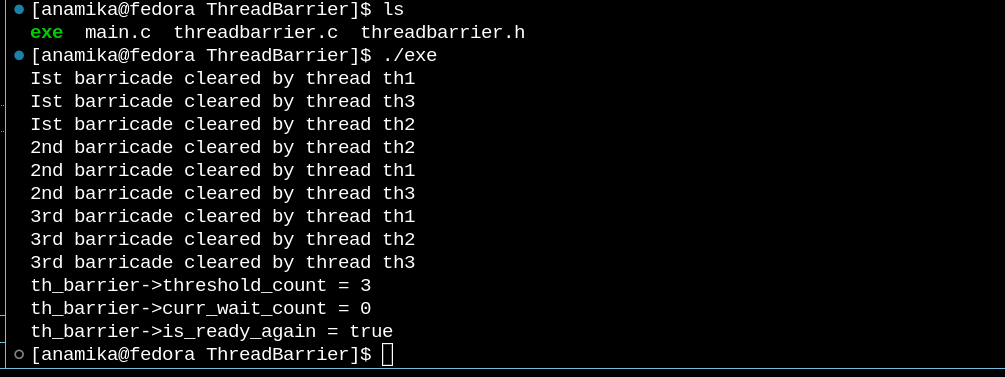 [anamika@fedora ThreadBarrier]$ ls
exe  main.c  threadbarrier.c  threadbarrier.h
[anamika@fedora ThreadBarrier]$ ./exe
Ist barricade cleared by thread th1
Ist barricade cleared by thread th3
Ist barricade cleared by thread th2
2nd barricade cleared by thread th2
2nd barricade cleared by thread th1
2nd barricade cleared by thread th3
3rd barricade cleared by thread th1
3rd barricade cleared by thread th2
3rd barricade cleared by thread th3
th_barrier->threshold_count = 3
th_barrier->curr_wait_count = 0
th_barrier->is_ready_again = true
[anamika@fedora ThreadBarrier]$